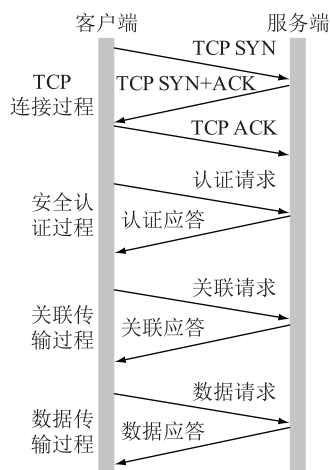 客户端
服务端
TCP SYN
TCP SYN+ACK
TCP
连接过程
TCP ACK
认证请求
安全认
证过程
认证应答
关联请求
关联传
输过程
关联应答
数据请求
数据传
输过程
数据应答